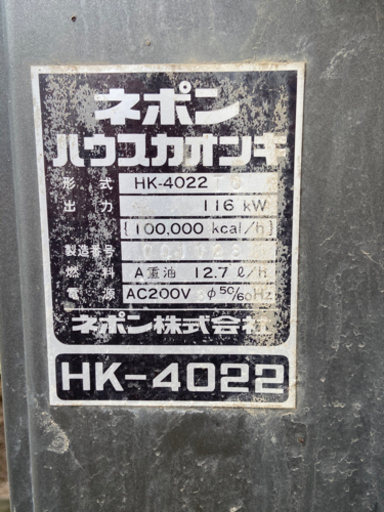 ネポン
ハウスカオンキ
形式 HK-4022
出力 116 kW
{100,000 kcal/h}
製造番号
燃料 A重油 12.7 ℓ/H
電源 AC200V φ50/60Hz
ネポン株式会社
HK-4022